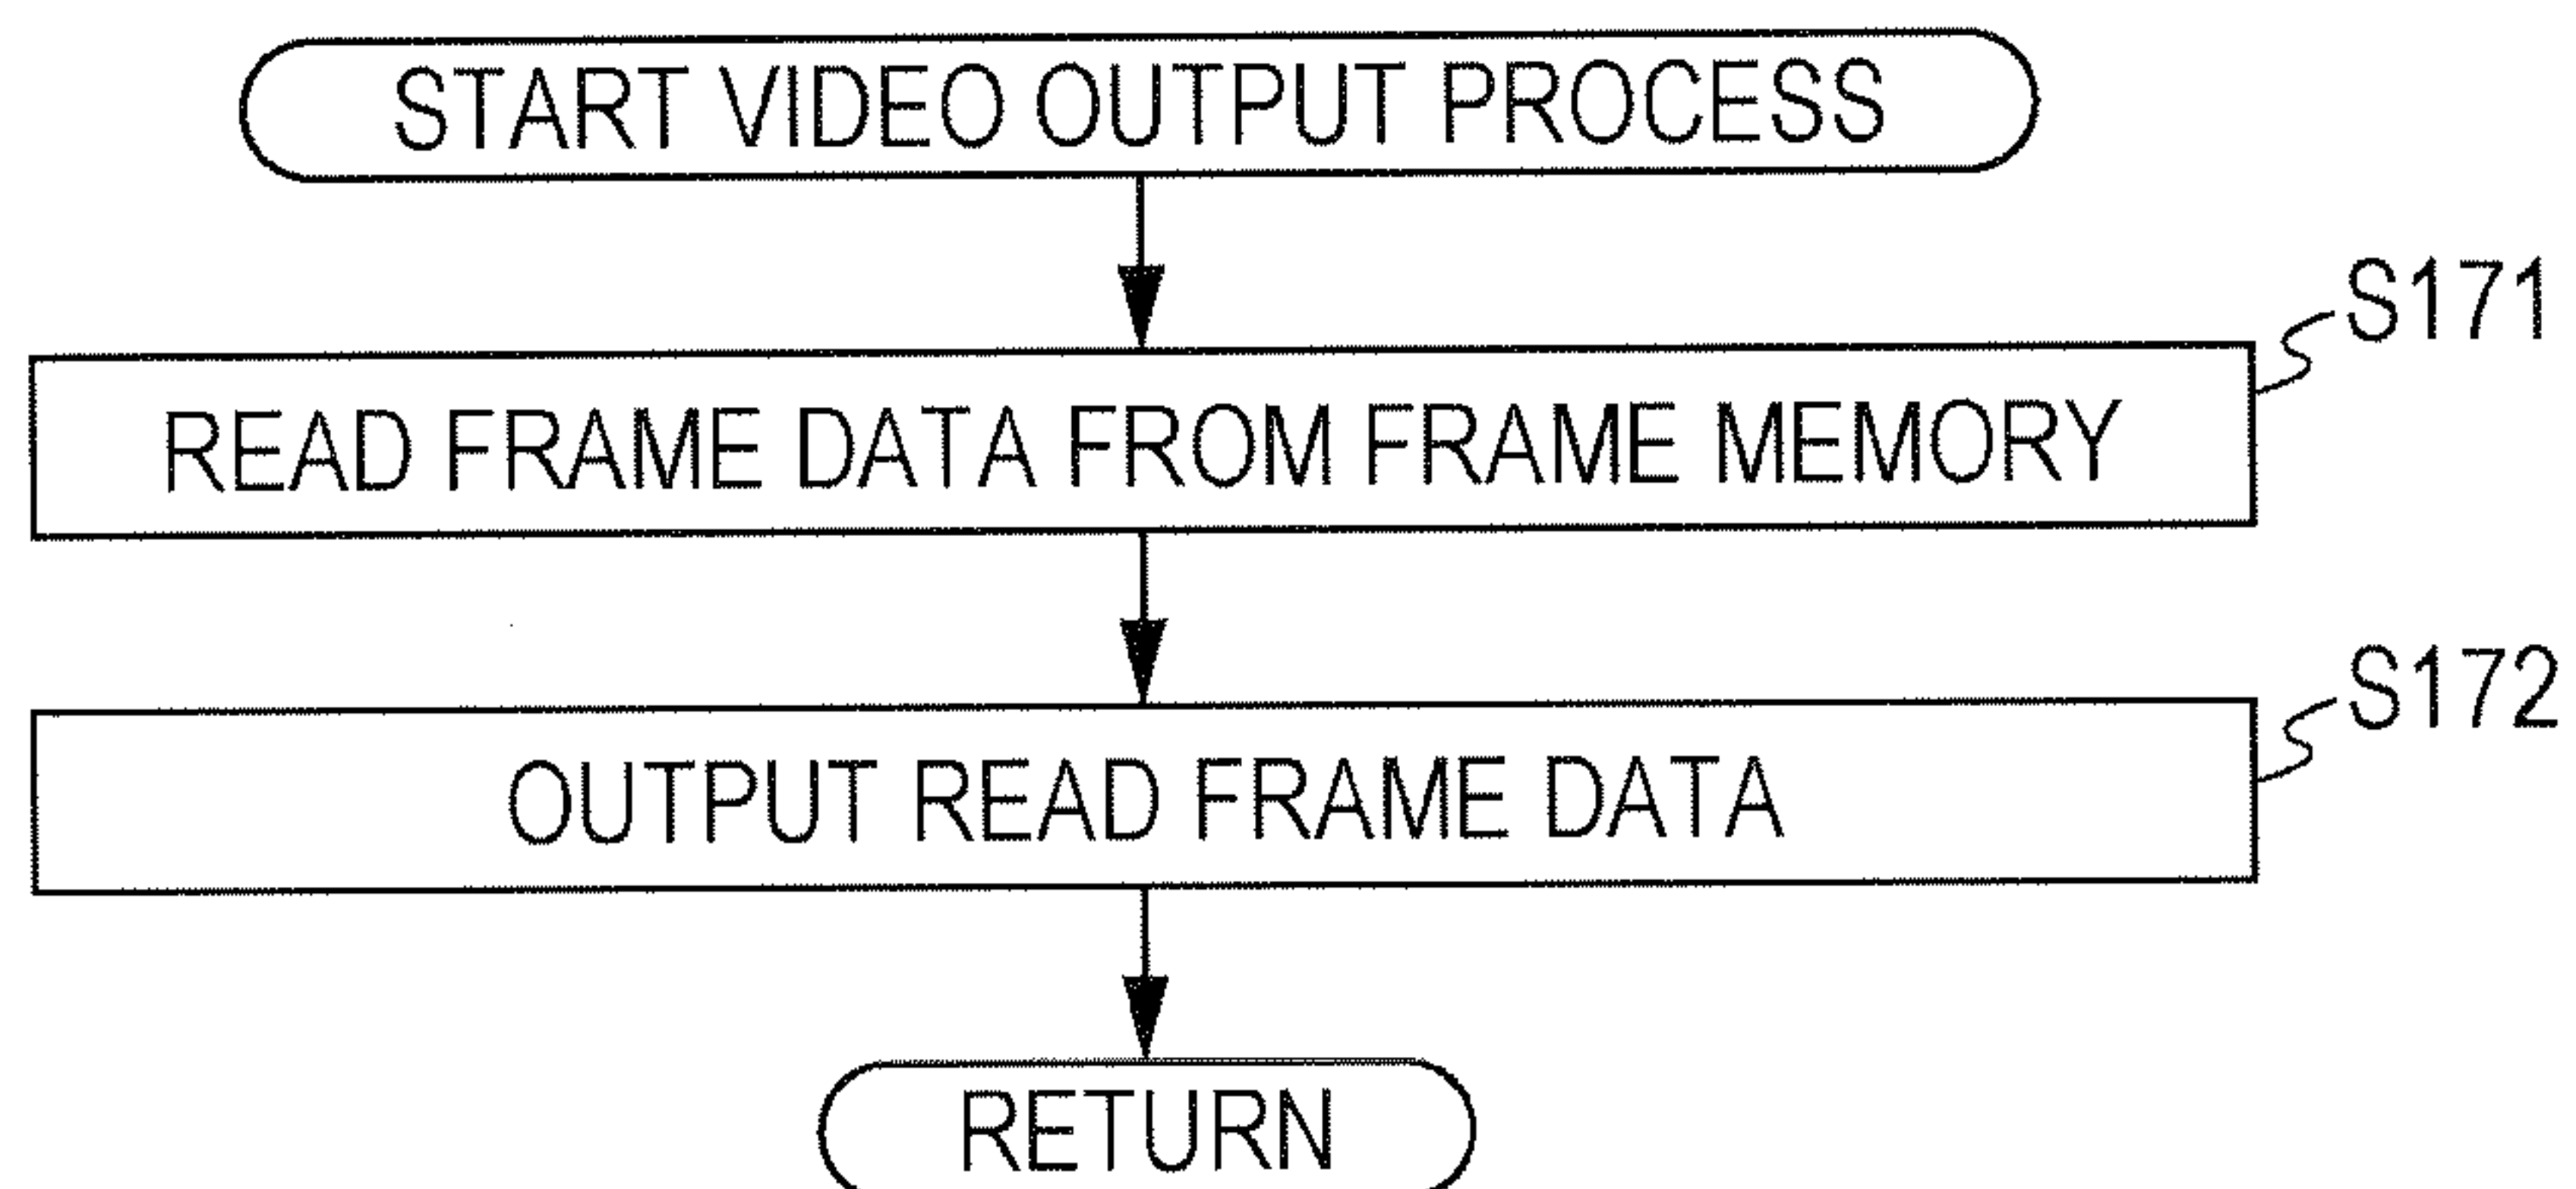 START VIDEO OUTPUT PROCESS
S171
READ FRAME DATA FROM FRAME MEMORY
S172
OUTPUT READ FRAME DATA
RETURN